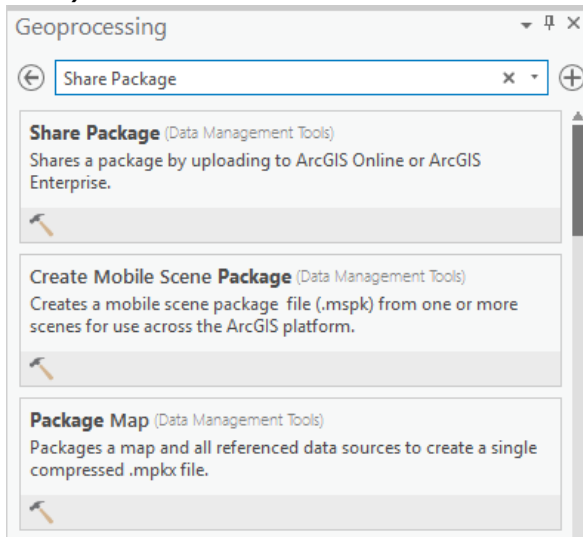 Geoprocessing
Share Package
Share Package (Data Management Tools)
Shares a package by uploading to ArcGIS Online or ArcGIS
Enterprise.
Create Mobile Scene Package (Data Management Tools)
Creates a mobile scene package file (.mspk) from one or more
scenes for use across the ArcGIS platform.
Package Map (Data Management Tools)
Packages a map and all referenced data sources to create a single
compressed .mpkx file.